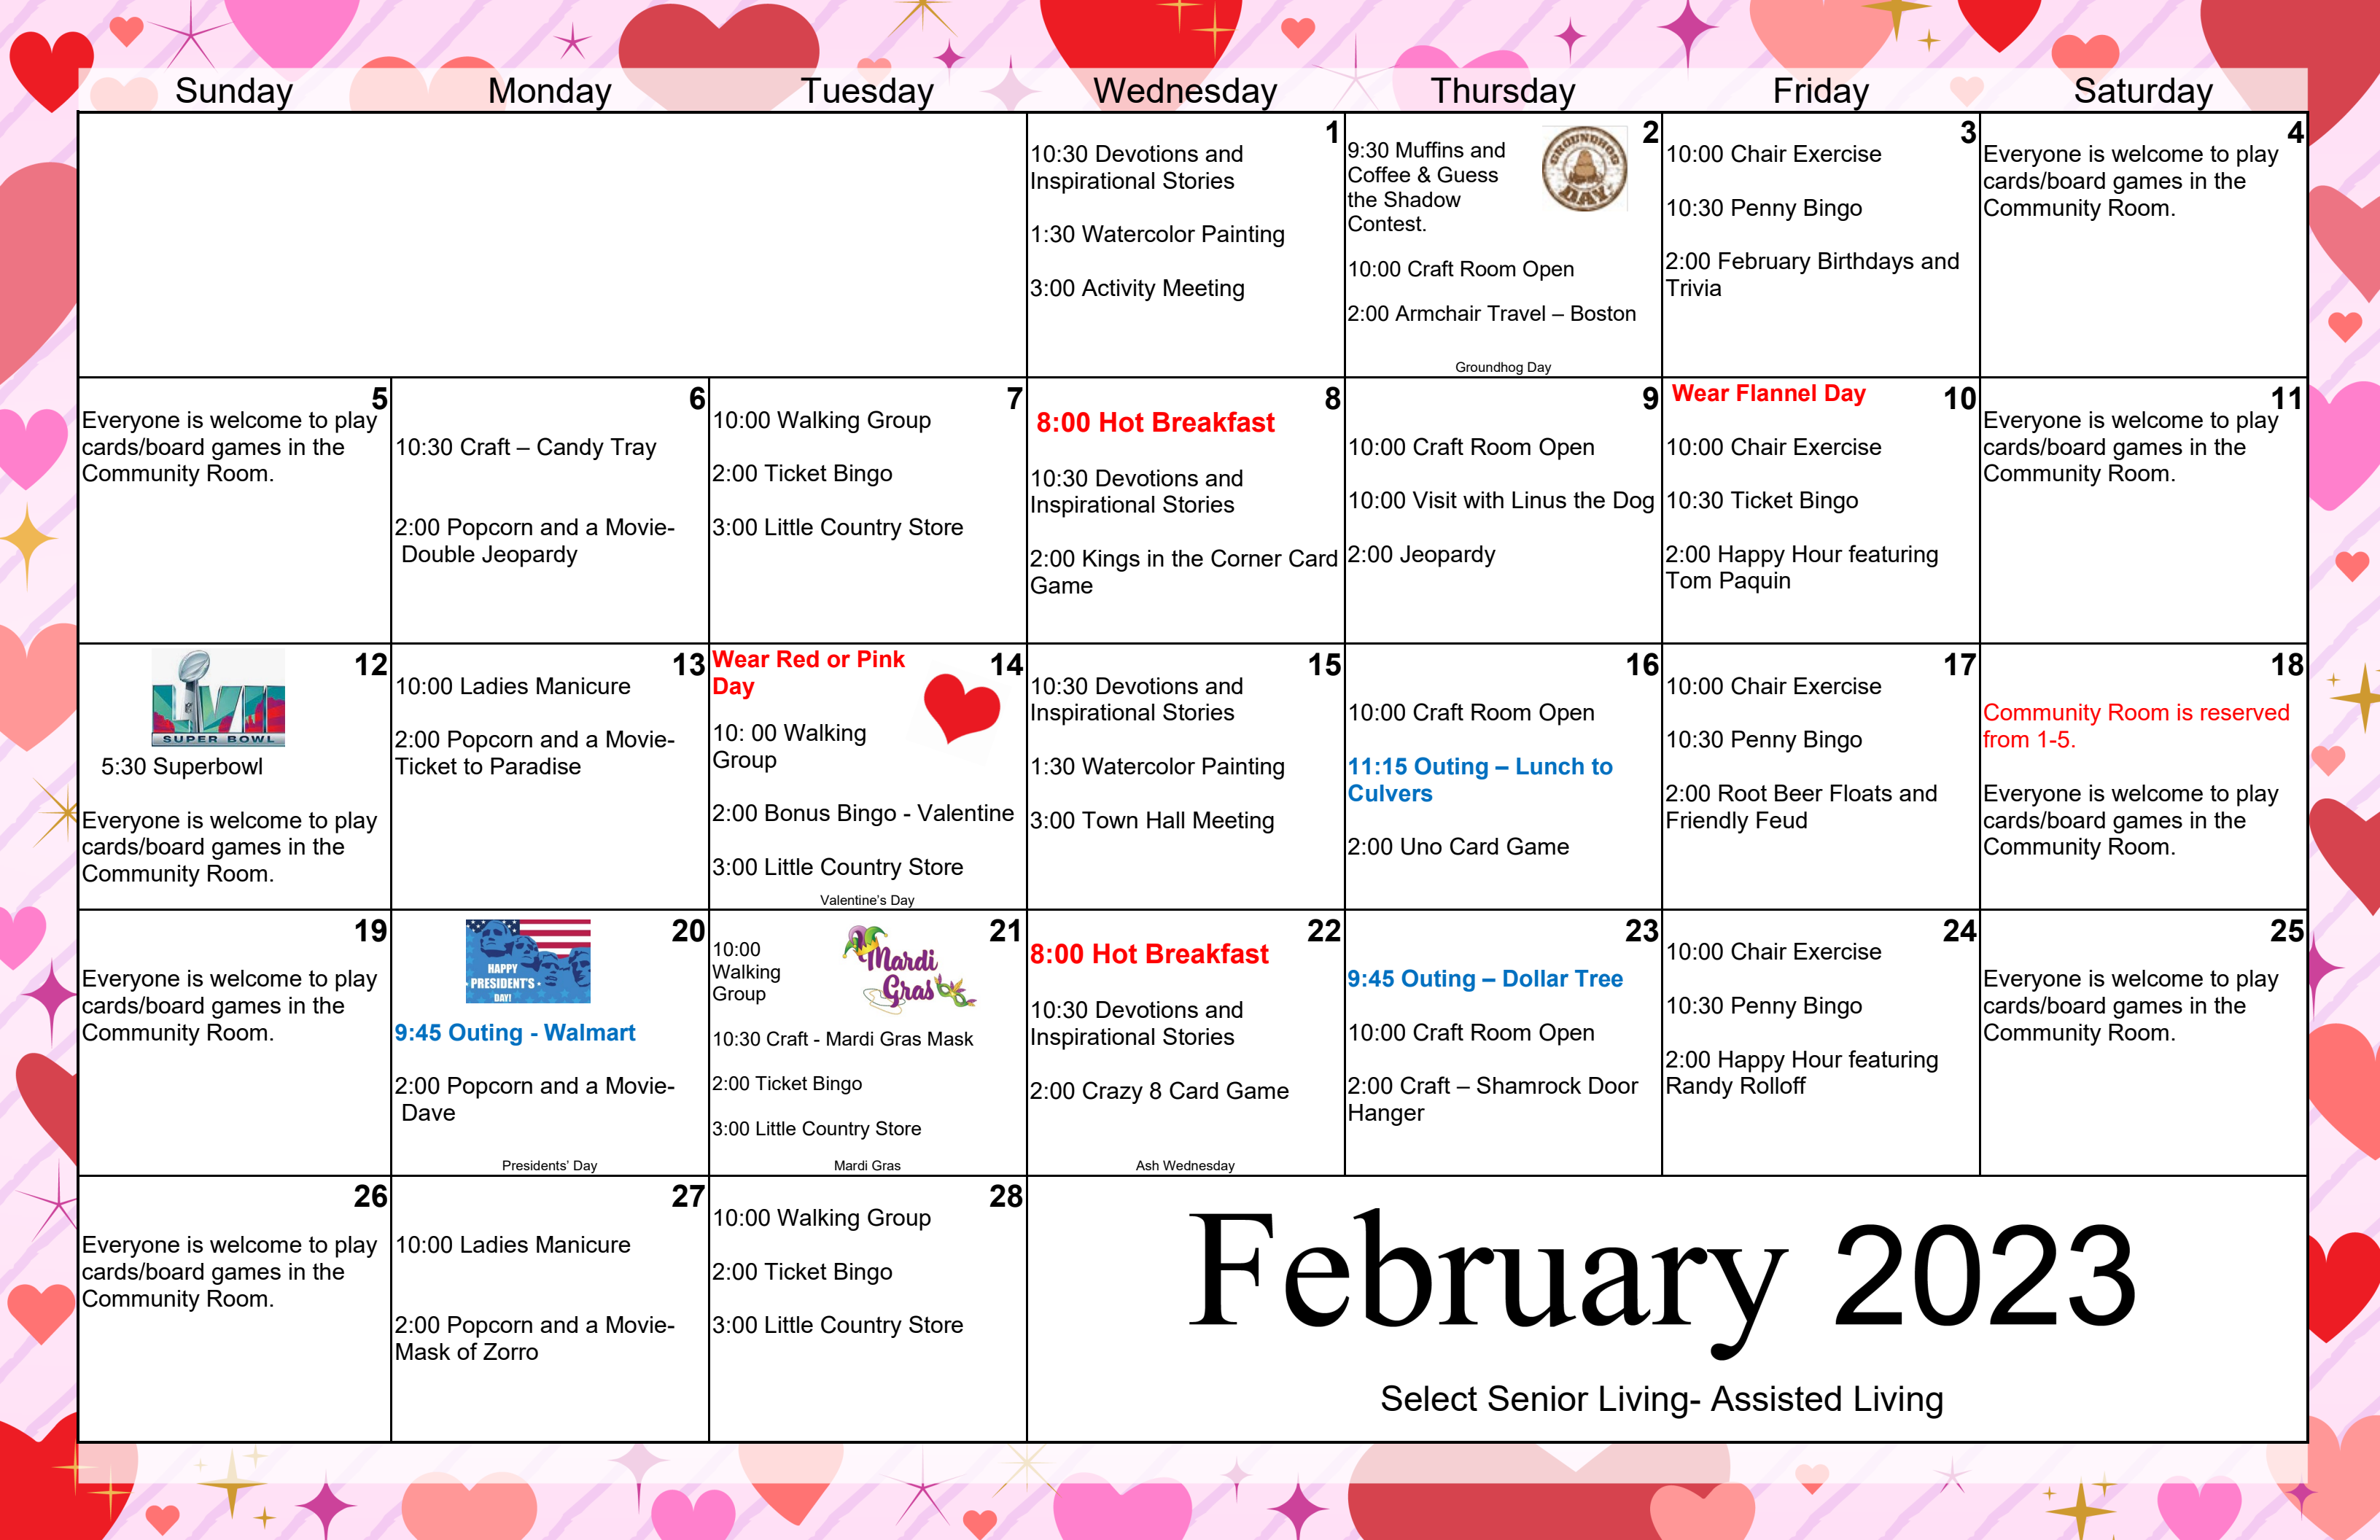 Sunday Monday Tuesday Wednesday Thursday Friday Saturday
1
10:30 Devotions and
Inspirational Stories
1:30 Watercolor Painting
3:00 Activity Meeting
2
9:30 Muffins and
Coffee & Guess
the Shadow
Contest.
GROUNDHOG
DAY
10:00 Craft Room Open
2:00 Armchair Travel – Boston
Groundhog Day
3
10:00 Chair Exercise
10:30 Penny Bingo
2:00 February Birthdays and
Trivia
4
Everyone is welcome to play
cards/board games in the
Community Room.
5
Everyone is welcome to play
cards/board games in the
Community Room.
6
10:30 Craft – Candy Tray
2:00 Popcorn and a Movie-
Double Jeopardy
7
10:00 Walking Group
2:00 Ticket Bingo
3:00 Little Country Store
8
8:00 Hot Breakfast
10:30 Devotions and
Inspirational Stories
2:00 Kings in the Corner Card
Game
9
10:00 Craft Room Open
10:00 Visit with Linus the Dog
2:00 Jeopardy
Wear Flannel Day 10
10:00 Chair Exercise
10:30 Ticket Bingo
2:00 Happy Hour featuring
Tom Paquin
11
Everyone is welcome to play
cards/board games in the
Community Room.
12
LVII
SUPER BOWL
5:30 Superbowl
Everyone is welcome to play
cards/board games in the
Community Room.
13
10:00 Ladies Manicure
2:00 Popcorn and a Movie-
Ticket to Paradise
Wear Red or Pink 14
Day
10: 00 Walking
Group
2:00 Bonus Bingo - Valentine
3:00 Little Country Store
Valentine's Day
15
10:30 Devotions and
Inspirational Stories
1:30 Watercolor Painting
3:00 Town Hall Meeting
16
10:00 Craft Room Open
11:15 Outing – Lunch to
Culvers
2:00 Uno Card Game
17
10:00 Chair Exercise
10:30 Penny Bingo
2:00 Root Beer Floats and
Friendly Feud
18
Community Room is reserved
from 1-5.
Everyone is welcome to play
cards/board games in the
Community Room.
19
Everyone is welcome to play
cards/board games in the
Community Room.
20
HAPPY
PRESIDENT'S
DAY!
9:45 Outing - Walmart
2:00 Popcorn and a Movie-
Dave
Presidents' Day
21
10:00
Walking
Group
Mardi
Gras
10:30 Craft - Mardi Gras Mask
2:00 Ticket Bingo
3:00 Little Country Store
Mardi Gras
22
8:00 Hot Breakfast
10:30 Devotions and
Inspirational Stories
2:00 Crazy 8 Card Game
Ash Wednesday
23
9:45 Outing – Dollar Tree
10:00 Craft Room Open
2:00 Craft – Shamrock Door
Hanger
24
10:00 Chair Exercise
10:30 Penny Bingo
2:00 Happy Hour featuring
Randy Rolloff
25
Everyone is welcome to play
cards/board games in the
Community Room.
26
Everyone is welcome to play
cards/board games in the
Community Room.
27
10:00 Ladies Manicure
2:00 Popcorn and a Movie-
Mask of Zorro
28
10:00 Walking Group
2:00 Ticket Bingo
3:00 Little Country Store
February 2023
Select Senior Living- Assisted Living